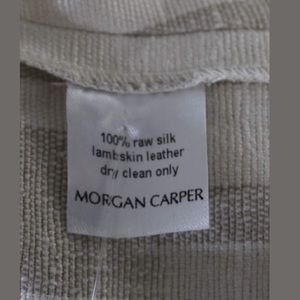 100% raw silk
lambskin leather
dry clean only
MORGAN CARPER